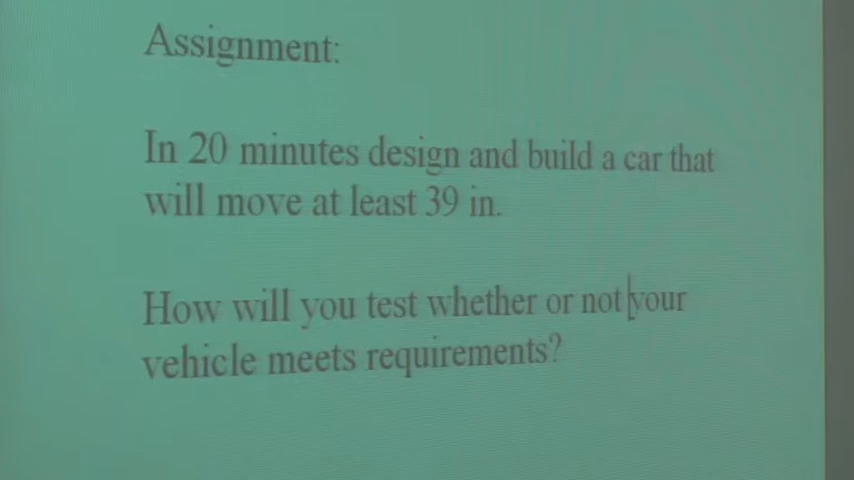 Assignment:
In 20 minutes design and build a car that
will move at least 39 in.
How will you test whether or not your
vehicle meets requirements?